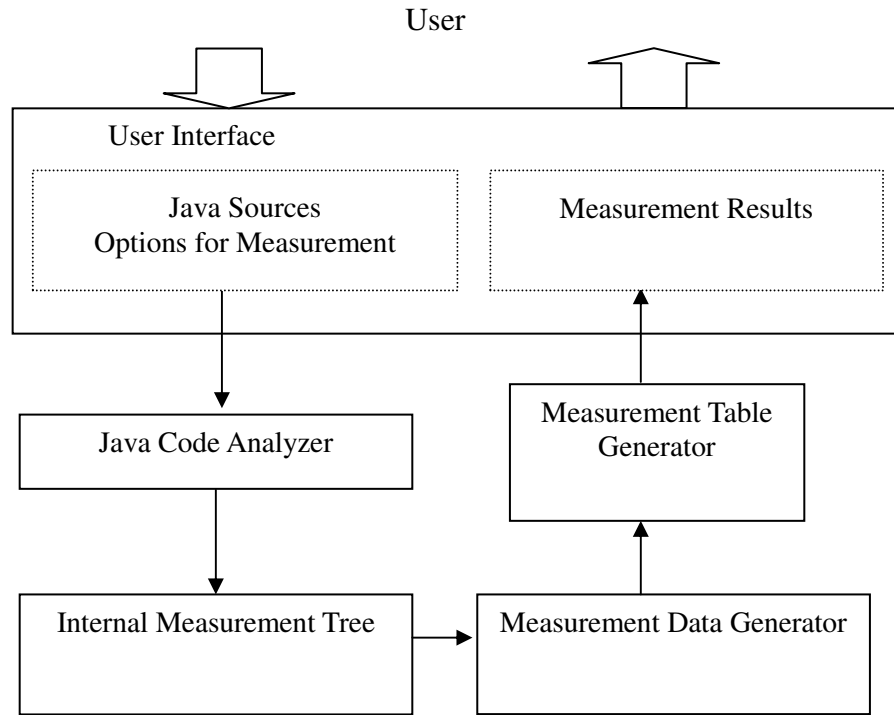 User
User Interface
Java Sources
Options for Measurement
Measurement Results
Java Code Analyzer
Measurement Table
Generator
Internal Measurement Tree
Measurement Data Generator